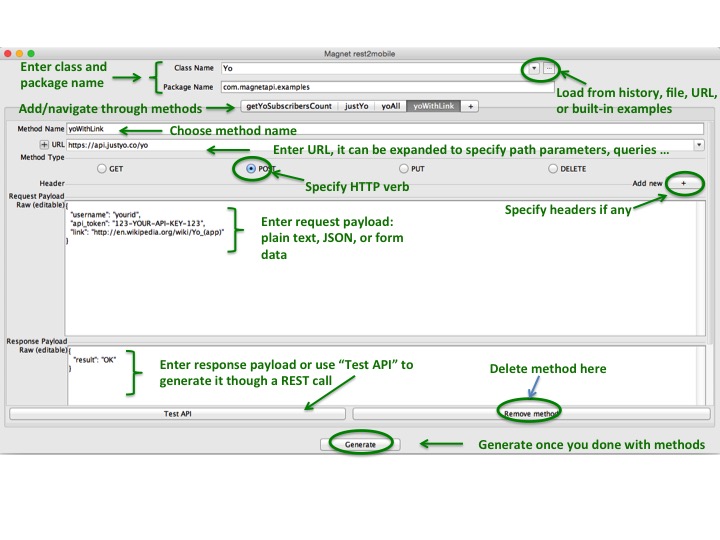 Magnet rest2mobile
Enter class and
package name
Class Name Yo
Package Name com.magnetapi.examples
Load from history, file, URL,
or built-in examples
Add/navigate through methods
getYoSubscribersCount justYo yoAll yoWithLink +
Method Name yoWithLink
Choose method name
+ URL https://api.justyo.co/yo
Enter URL, it can be expanded to specify path parameters, queries ...
Method Type
GET POST PUT DELETE
Specify HTTP verb
Header Add new +
Specify headers if any
Request Payload
Raw (editable) {
"username": "yourid",
"api_token": "123-YOUR-API-KEY-123",
"link": "http://en.wikipedia.org/wiki/Yo_(app)"
}
Enter request payload:
plain text, JSON, or form
data
Response Payload
Raw (editable) {
"result": "OK"
}
Enter response payload or use “Test API” to
generate it though a REST call
Delete method here
Test API Remove method
Generate
Generate once you done with methods